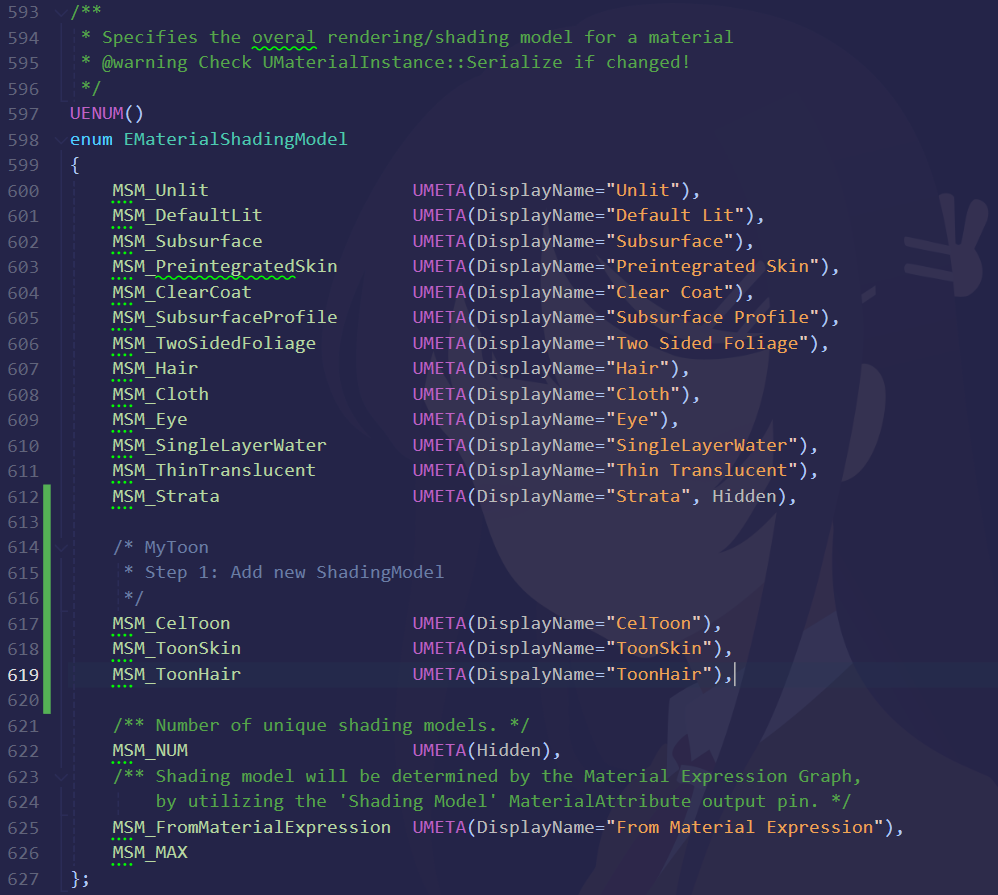 593 /**
594 * Specifies the overal rendering/shading model for a material
595 * @warning Check UMaterialInstance::Serialize if changed!
596 */
597 UENUM()
598 enum EMaterialShadingModel
599 {
600 MSM_Unlit UMETA(DisplayName="Unlit"),
601 MSM_DefaultLit UMETA(DisplayName="Default Lit"),
602 MSM_Subsurface UMETA(DisplayName="Subsurface"),
603 MSM_PreintegratedSkin UMETA(DisplayName="Preintegrated Skin"),
604 MSM_ClearCoat UMETA(DisplayName="Clear Coat"),
605 MSM_SubsurfaceProfile UMETA(DisplayName="Subsurface Profile"),
606 MSM_TwoSidedFoliage UMETA(DisplayName="Two Sided Foliage"),
607 MSM_Hair UMETA(DisplayName="Hair"),
608 MSM_Cloth UMETA(DisplayName="Cloth"),
609 MSM_Eye UMETA(DisplayName="Eye"),
610 MSM_SingleLayerWater UMETA(DisplayName="SingleLayerWater"),
611 MSM_ThinTranslucent UMETA(DisplayName="Thin Translucent"),
612 MSM_Strata UMETA(DisplayName="Strata", Hidden),
613
614 /* MyToon
615 * Step 1: Add new ShadingModel
616 */
617 MSM_CelToon UMETA(DisplayName="CelToon"),
618 MSM_ToonSkin UMETA(DisplayName="ToonSkin"),
619 MSM_ToonHair UMETA(DispalyName="ToonHair"),
620
621 /** Number of unique shading models. */
622 MSM_NUM UMETA(Hidden),
623 /** Shading model will be determined by the Material Expression Graph,
624 by utilizing the 'Shading Model' MaterialAttribute output pin. */
625 MSM_FromMaterialExpression UMETA(DisplayName="From Material Expression"),
626 MSM_MAX
627 };